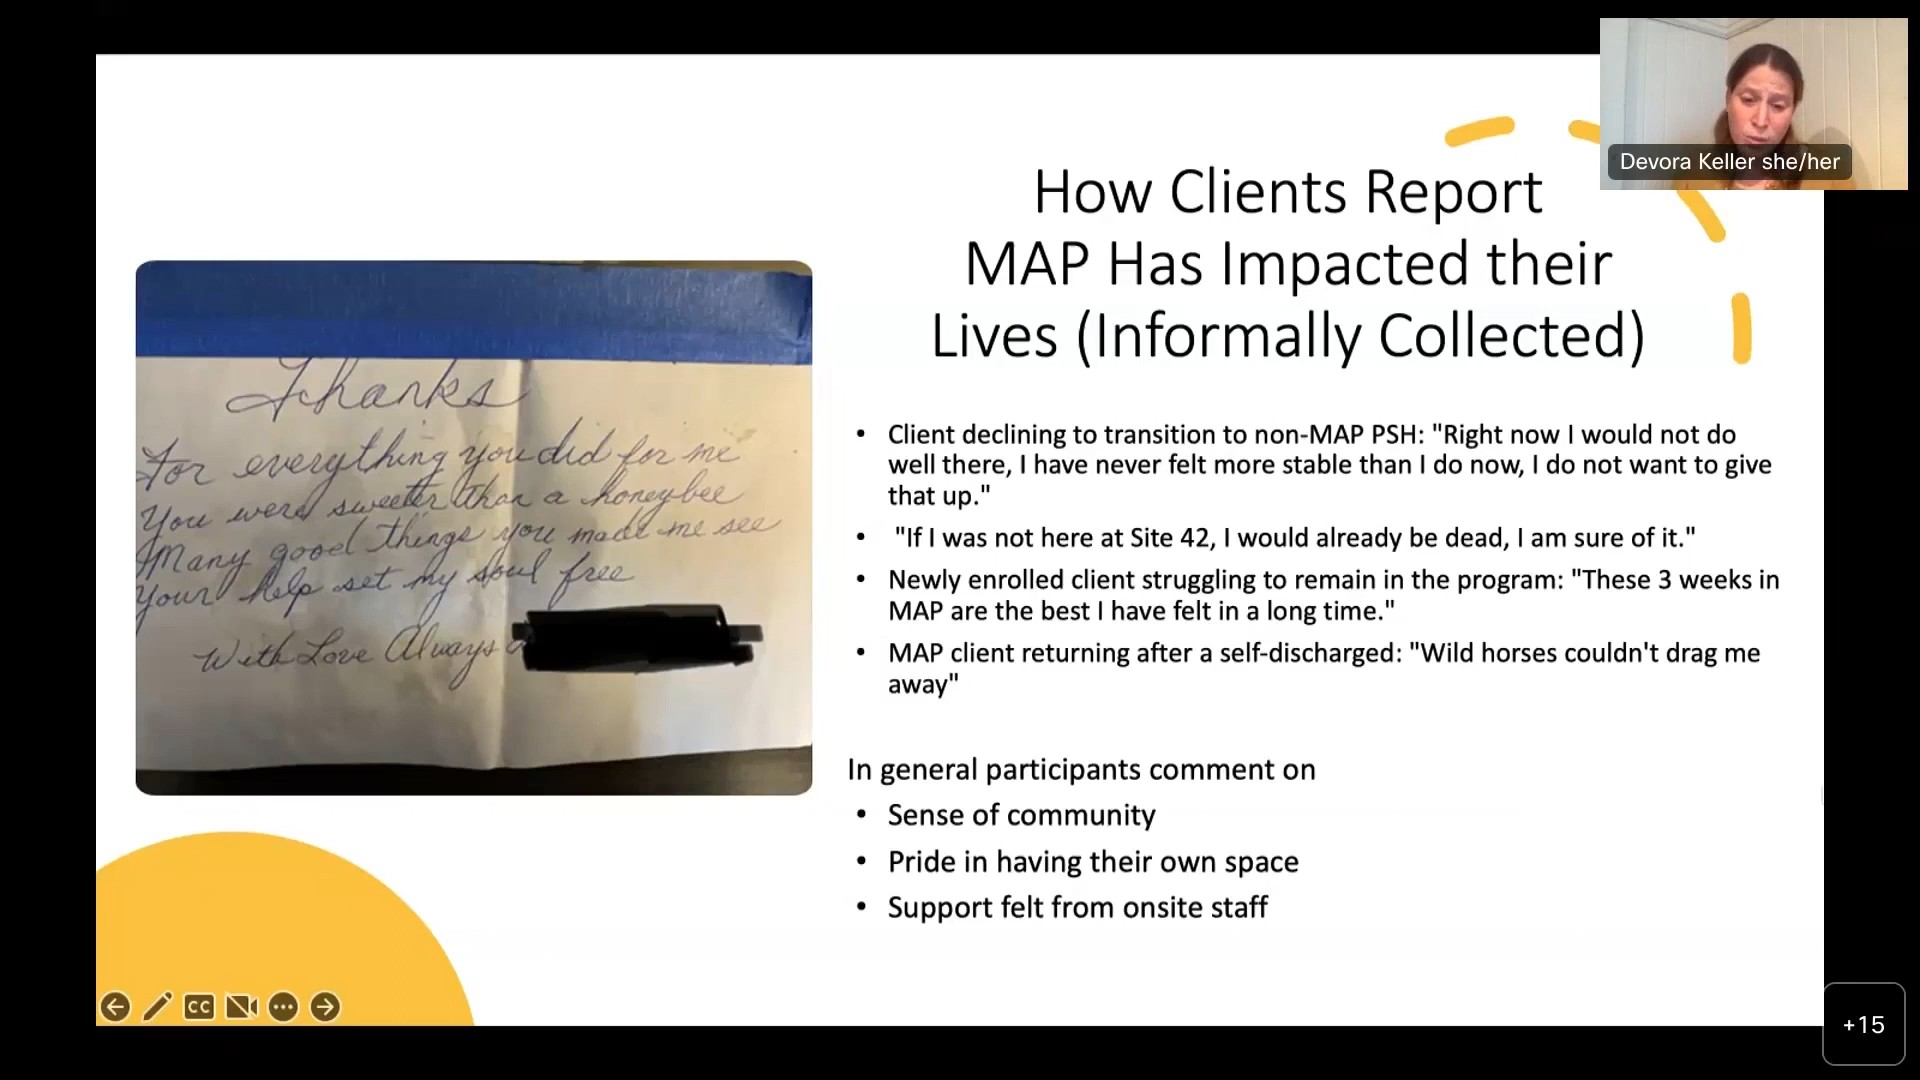 Devora Keller she/her
How Clients Report
MAP Has Impacted their
Lives (Informally Collected)
Thanks
For everything you did for me
You were sweeter than a honeybee
Many good things you made me see
Your help set my soul free
With Love Always
• Client declining to transition to non-MAP PSH: "Right now I would not do
well there, I have never felt more stable than I do now, I do not want to give
that up."
• "If I was not here at Site 42, I would already be dead, I am sure of it."
• Newly enrolled client struggling to remain in the program: "These 3 weeks in
MAP are the best I have felt in a long time."
• MAP client returning after a self-discharged: "Wild horses couldn't drag me
away"
In general participants comment on
• Sense of community
• Pride in having their own space
• Support felt from onsite staff
CC
+15